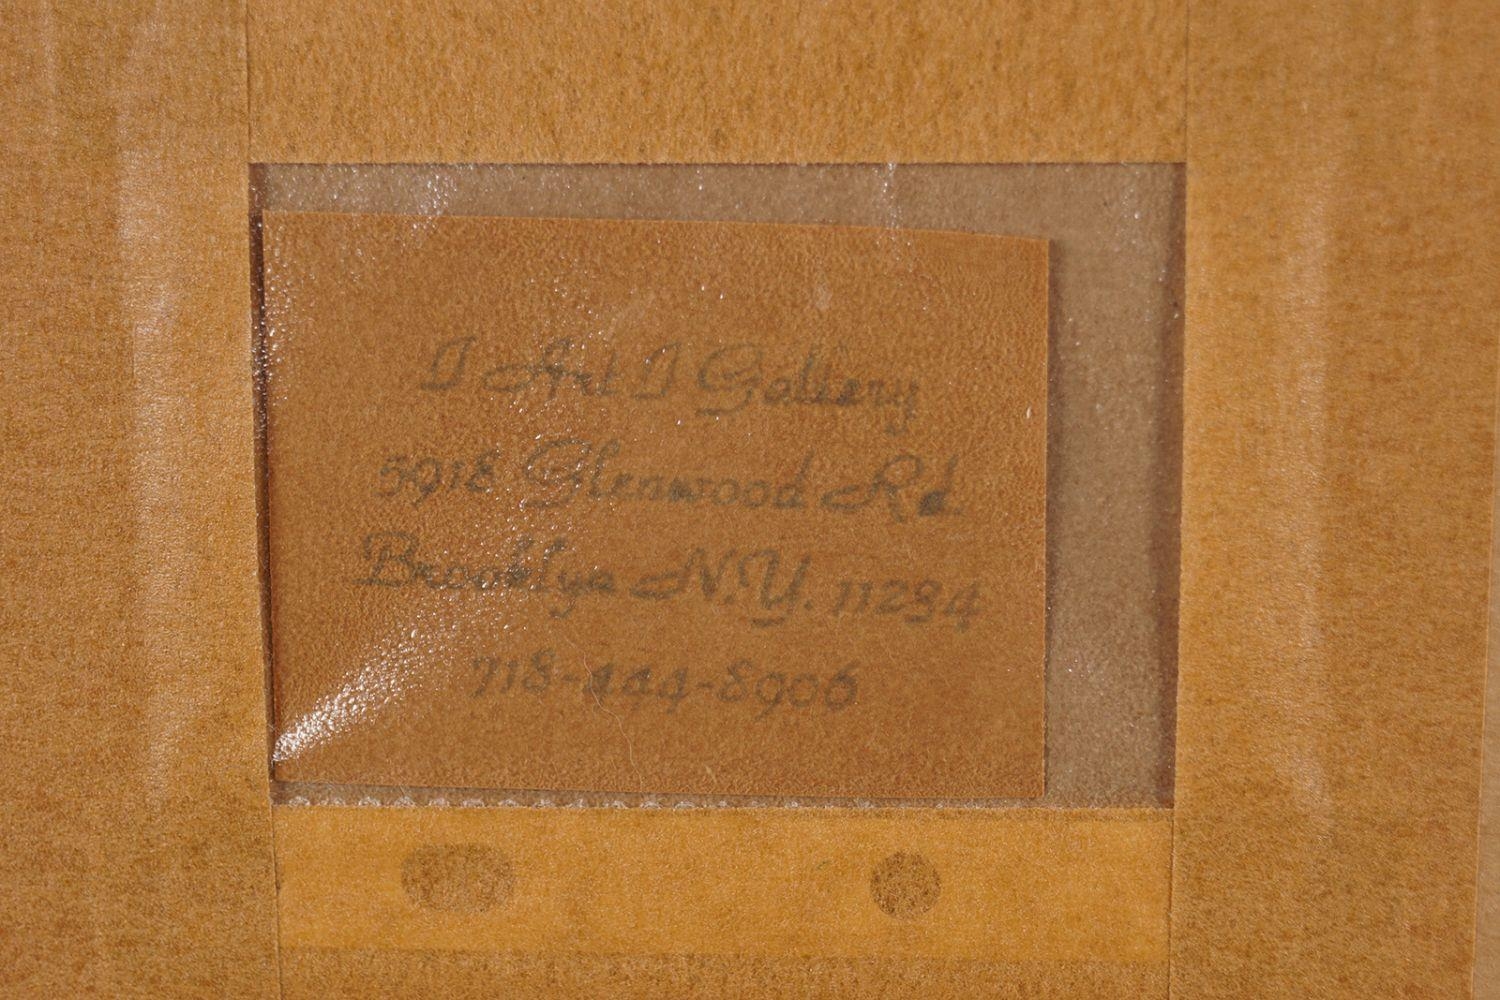 I Art I Gallery
5918 Glenwood Rd.
Brooklyn N.Y. 11234
718-444-8906